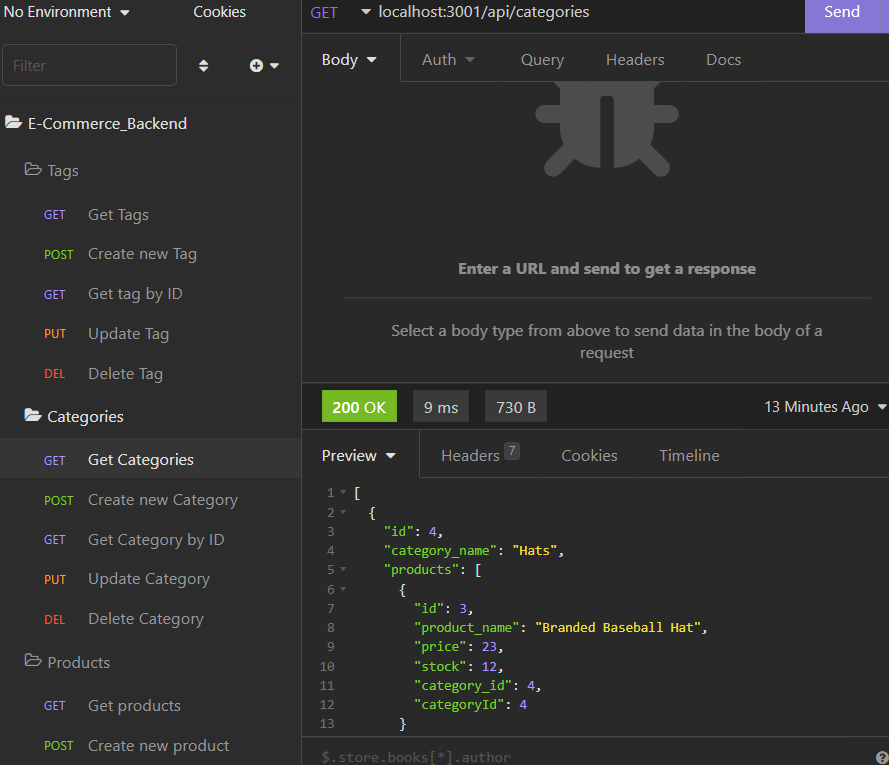 No Environment
Cookies
GET localhost:3001/api/categories
Send
Filter
Body
Auth
Query
Headers
Docs
E-Commerce_Backend
Tags
GET Get Tags
POST Create new Tag
GET Get tag by ID
PUT Update Tag
DEL Delete Tag
Categories
GET Get Categories
POST Create new Category
GET Get Category by ID
PUT Update Category
DEL Delete Category
Products
GET Get products
POST Create new product
Enter a URL and send to get a response
Select a body type from above to send data in the body of a
request
200 OK
9 ms
730 B
13 Minutes Ago
Preview
Headers 7
Cookies
Timeline
1 [
2 {
3 "id": 4,
4 "category_name": "Hats",
5 "products": [
6 {
7 "id": 3,
8 "product_name": "Branded Baseball Hat",
9 "price": 23,
10 "stock": 12,
11 "category_id": 4,
12 "categoryId": 4
13 }
$.store.books[*].author
?